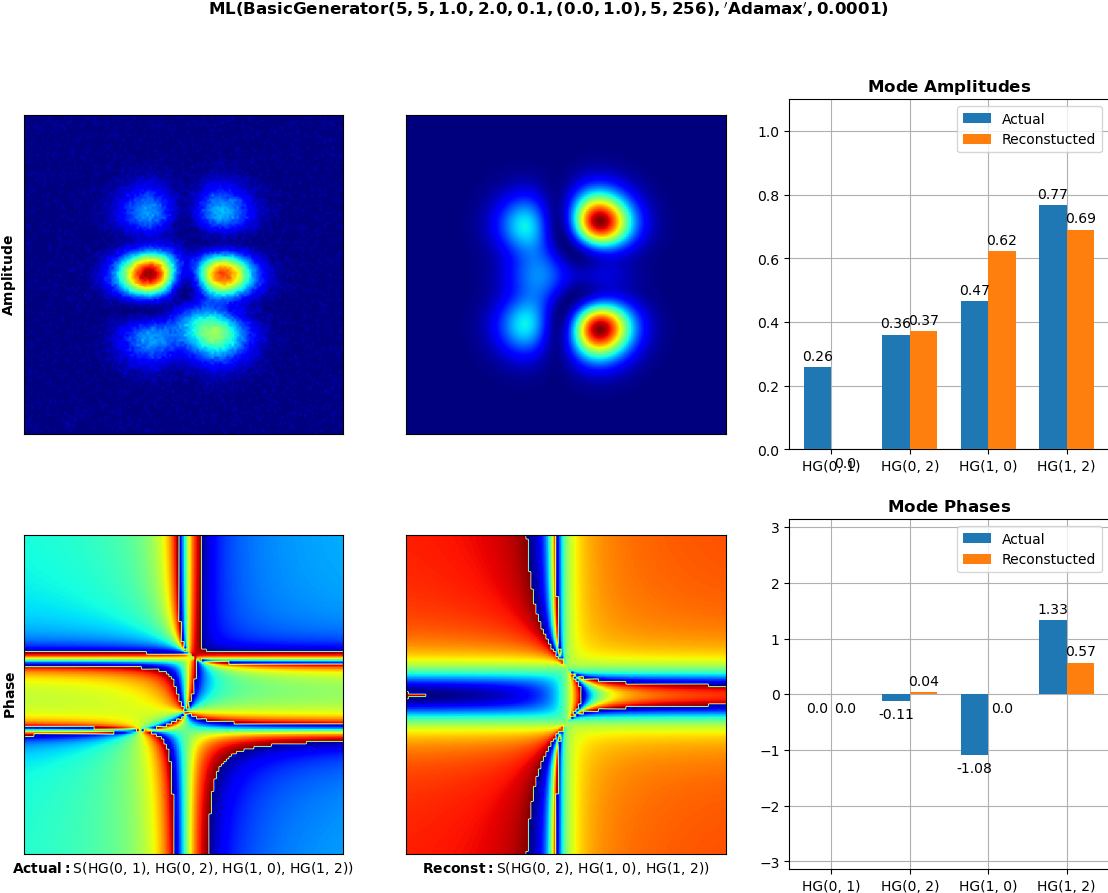 ML(BasicGenerator(5, 5, 1.0, 2.0, 0.1, (0.0, 1.0), 5, 256), 'Adamax', 0.0001)
Amplitude
Mode Amplitudes
Actual
Reconstucted
1.0
0.8
0.6
0.4
0.2
0.0
0.26
0.0
0.36
0.37
0.47
0.62
0.77
0.69
HG(0, 1)
HG(0, 2)
HG(1, 0)
HG(1, 2)
Phase
Actual: S(HG(0, 1), HG(0, 2), HG(1, 0), HG(1, 2))
Reconst: S(HG(0, 2), HG(1, 0), HG(1, 2))
Mode Phases
Actual
Reconstucted
3
2
1
0
−1
−2
−3
0.0
0.0
-0.11
0.04
-1.08
0.0
1.33
0.57
HG(0, 1)
HG(0, 2)
HG(1, 0)
HG(1, 2)